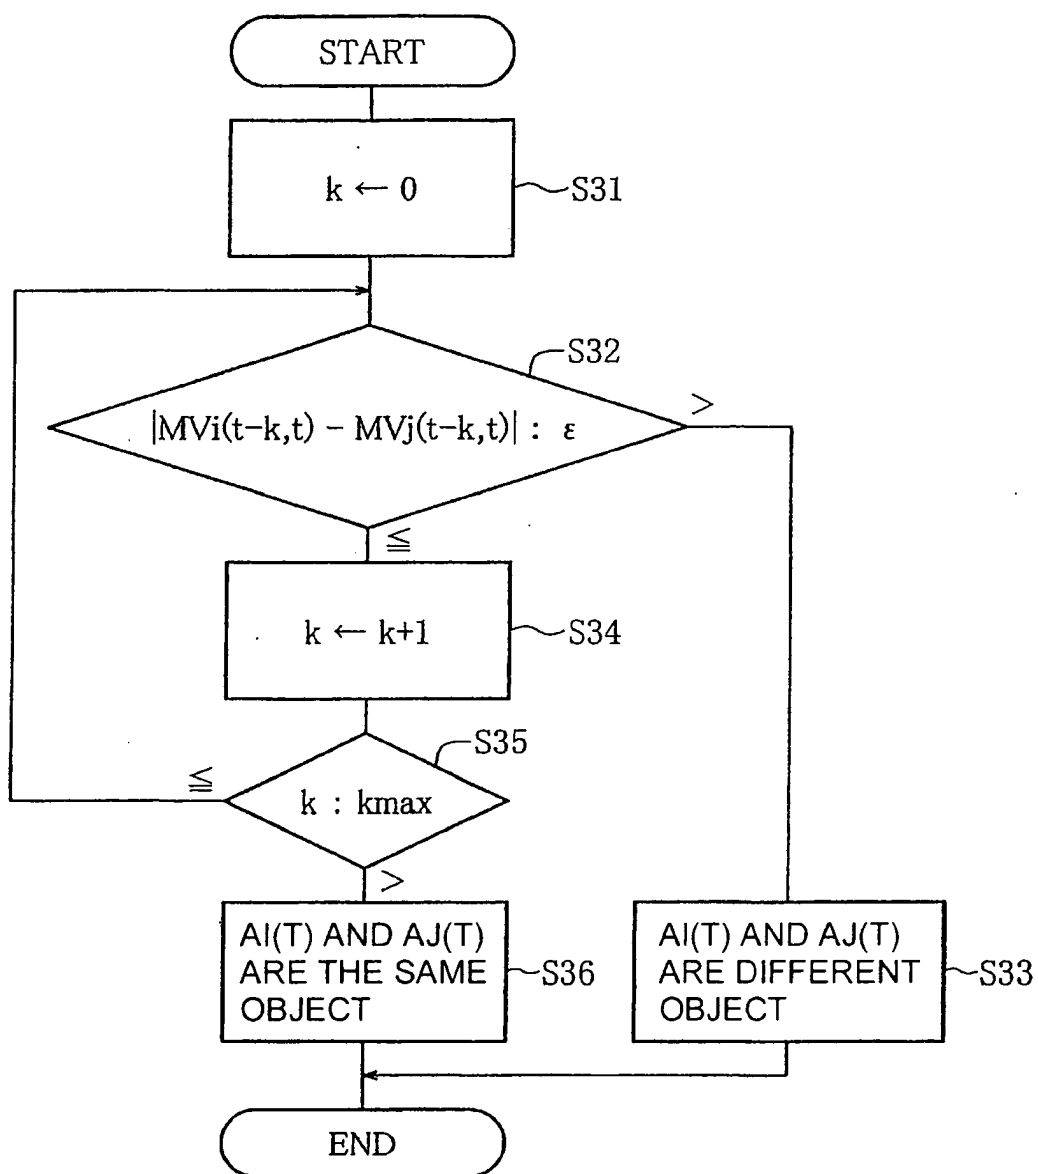 START
k ← 0
S31
S32
|MVi(t-k,t) - MVj(t-k,t)| : ε
>
≦
k ← k+1
S34
S35
≦
k : kmax
>
AI(T) AND AJ(T)
ARE THE SAME
OBJECT
S36
AI(T) AND AJ(T)
ARE DIFFERENT
OBJECT
S33
END